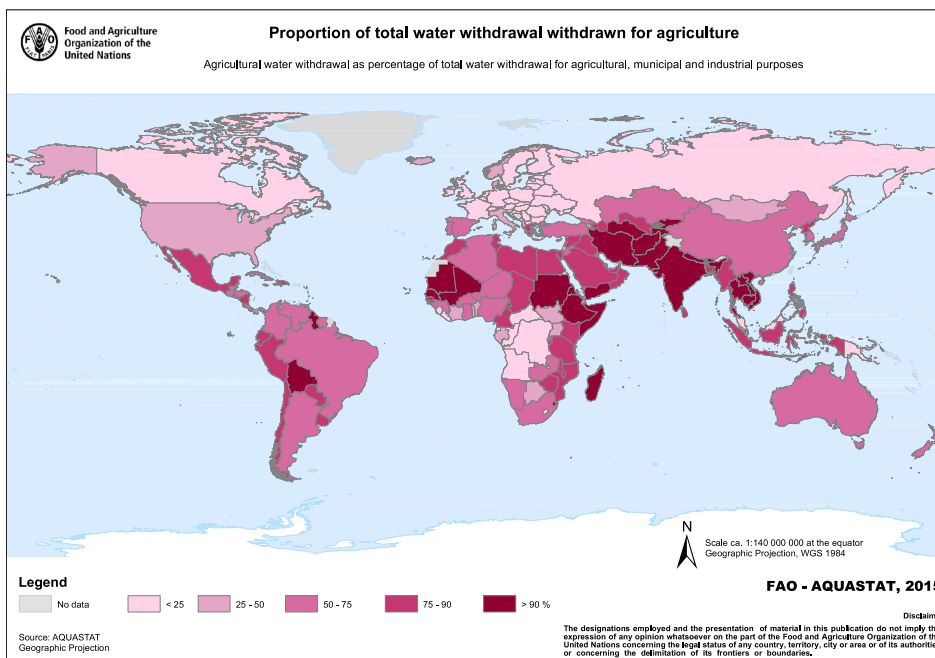 Food and Agriculture
Organization of the
United Nations
Proportion of total water withdrawal withdrawn for agriculture
Agricultural water withdrawal as percentage of total water withdrawal for agricultural, municipal and industrial purposes
N
Scale ca. 1:140 000 000 at the equator
Geographic Projection, WGS 1984
Legend
No data
< 25
25 - 50
50 - 75
75 - 90
> 90 %
FAO - AQUASTAT, 2015
Source: AQUASTAT
Geographic Projection
Disclaim
The designations employed and the presentation of material in this publication do not imply th
expression of any opinion whatsoever on the part of the Food and Agriculture Organization of th
United Nations concerning the legal status of any country, territory, city or area or of its authoritie
or concerning the delimitation of its frontiers or boundaries.